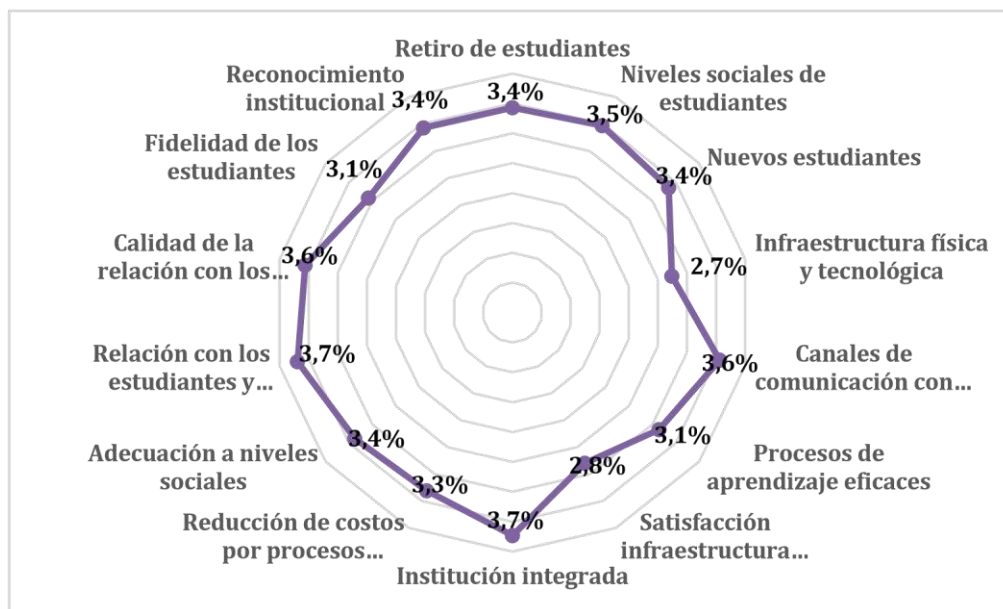 Retiro de estudiantes
3,4%
Niveles sociales de
estudiantes
3,5%
Nuevos estudiantes
3,4%
Infraestructura física
y tecnológica
2,7%
Canales de
comunicación con...
3,6%
Procesos de
aprendizaje eficaces
3,1%
Satisfacción
infraestructura...
2,8%
Institución integrada
3,7%
Reducción de costos
por procesos...
3,3%
Adecuación a niveles
sociales
3,4%
Relación con los
estudiantes y...
3,7%
Calidad de la
relación con los...
3,6%
Fidelidad de los
estudiantes
3,1%
Reconocimiento
institucional
3,4%